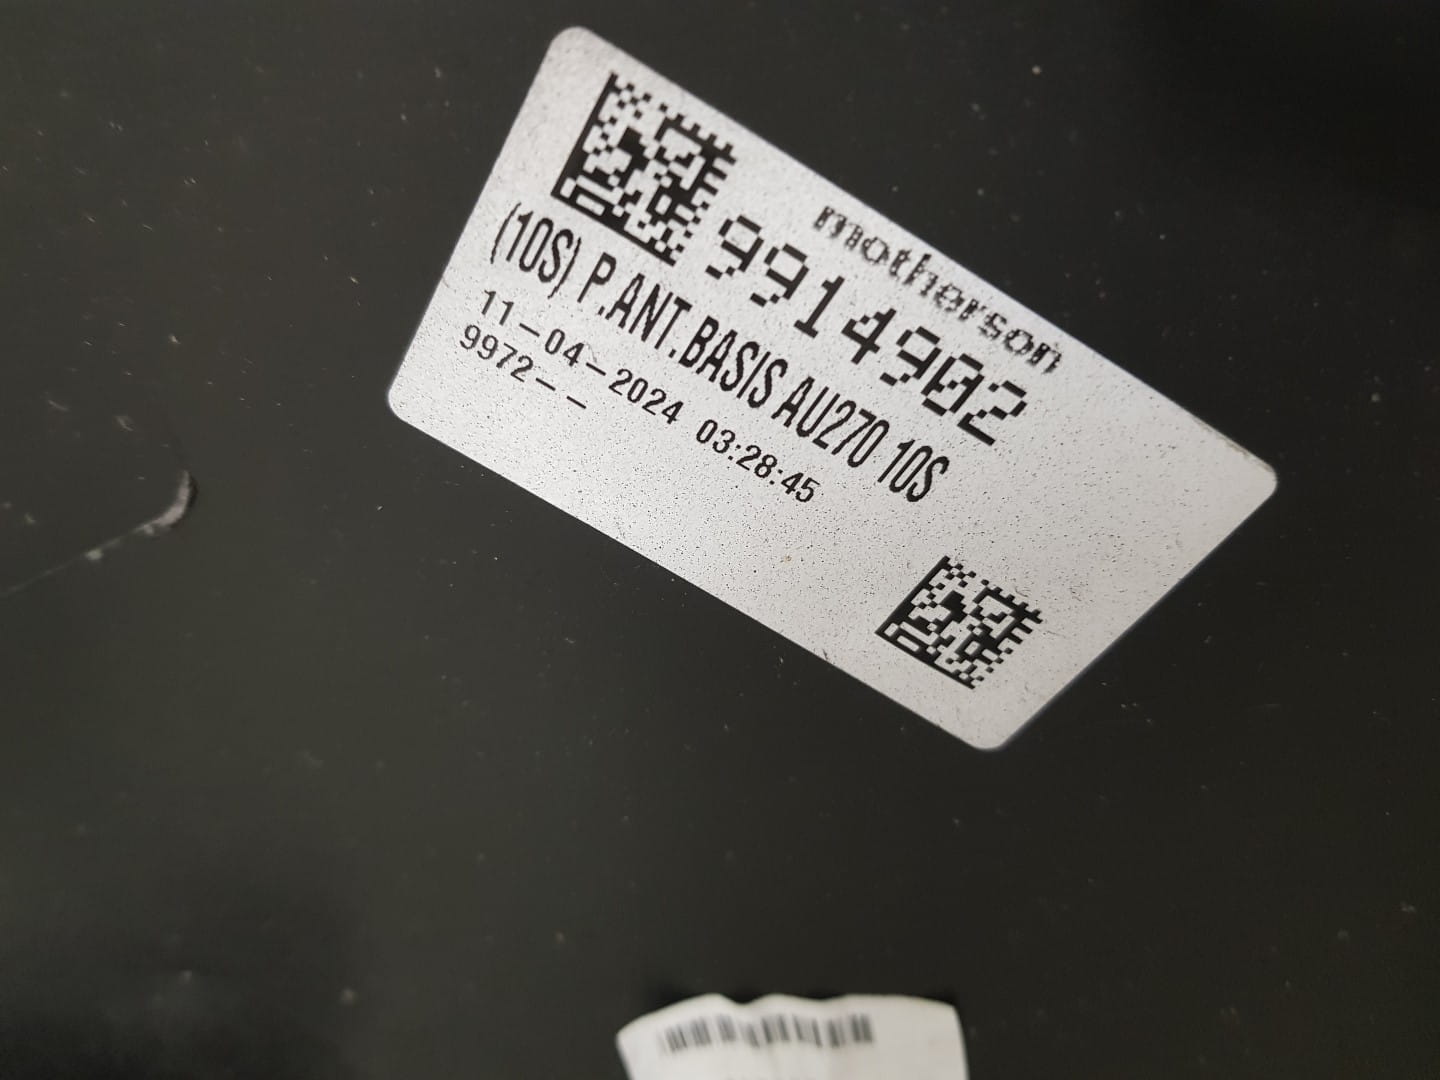 motherson
9914902
(10S) P.ANT.BASIS AU270 10S
11-04-2024 03:28:45
9972-_